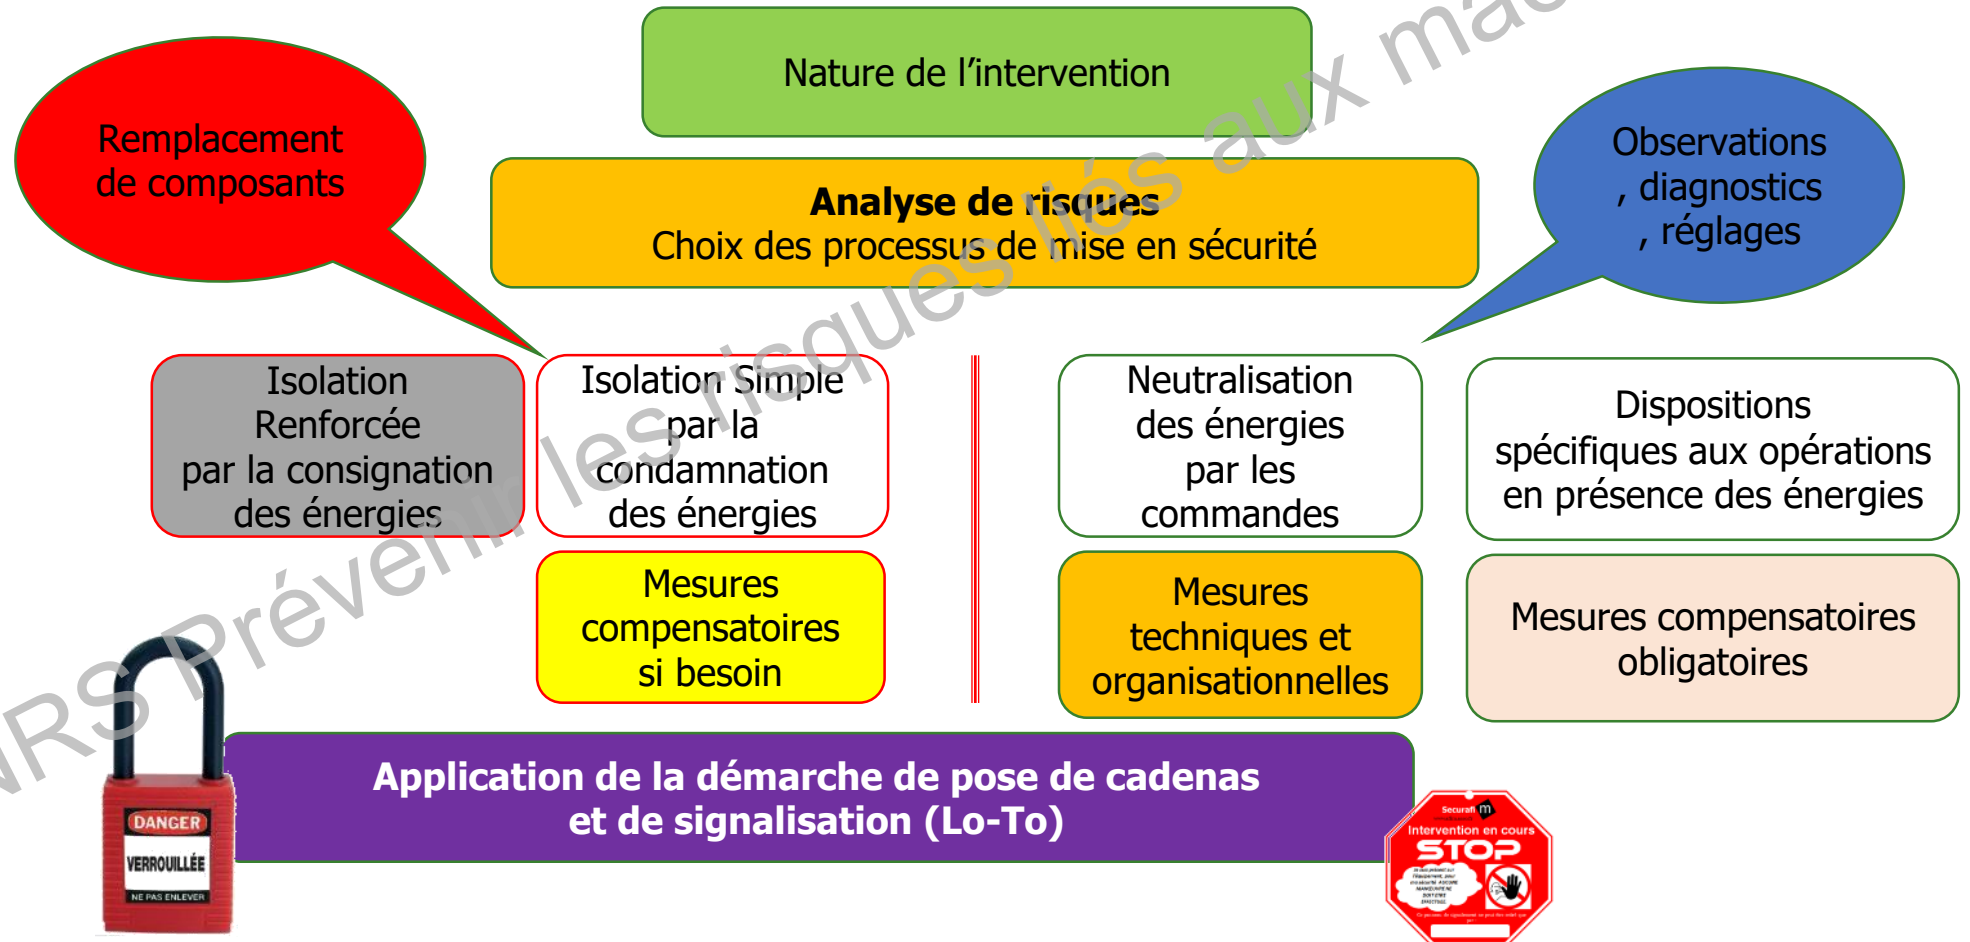 Nature de l’intervention
Remplacement
de composants
Observations
, diagnostics
, réglages
Analyse de risques
Choix des processus de mise en sécurité
Isolation
Renforcée
par la consignation
des énergies
Isolation Simple
par la
condamnation
des énergies
Neutralisation
des énergies
par les
commandes
Dispositions
spécifiques aux opérations
en présence des énergies
Mesures
compensatoires
si besoin
Mesures
techniques et
organisationnelles
Mesures compensatoires
obligatoires
Application de la démarche de pose de cadenas
et de signalisation (Lo-To)
DANGER
VERROUILLÉE
NE PAS ENLEVER
Intervention en cours
STOP
NRS Prévenir les risques liés aux mac